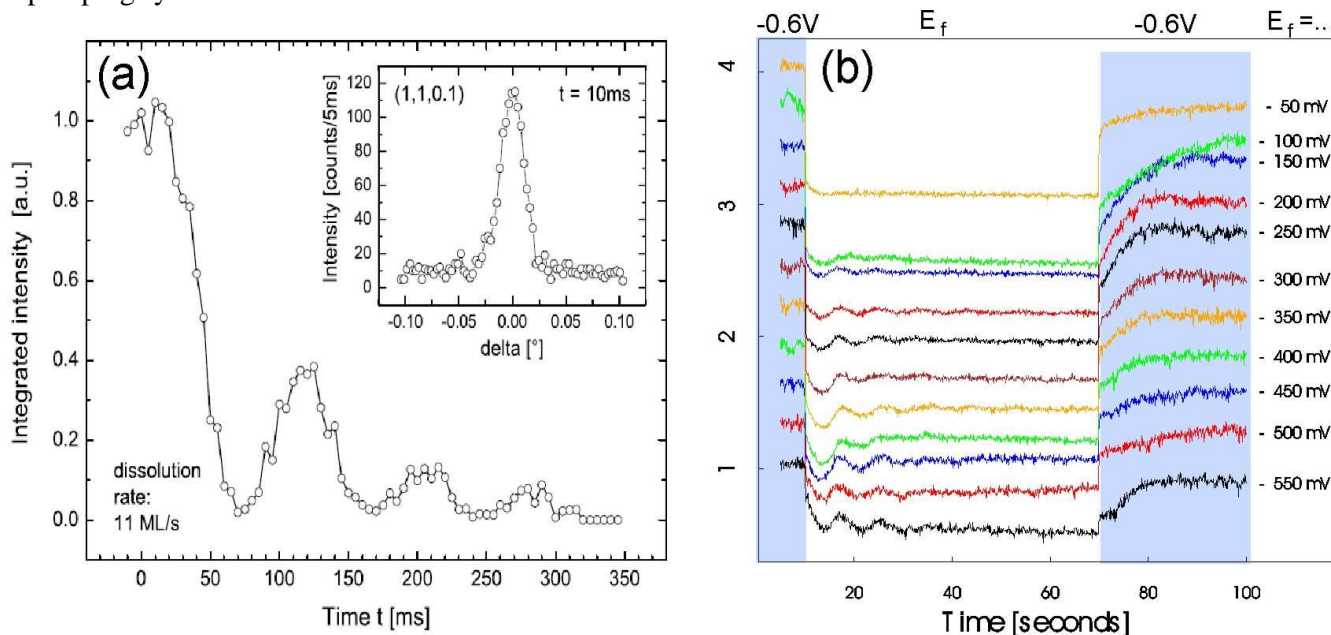 (a)
Integrated intensity [a.u.]
1.0
0.8
0.6
0.4
0.2
0.0
dissolution
rate:
11 ML/s
0 50 100 150 200 250 300 350
Time t [ms]
(1,1,0.1) t = 10ms
Intensity [counts/5ms]
120
100
80
60
40
20
0
-0.10 -0.05 0.00 0.05 0.10
delta [°]
-0.6V E f -0.6V E f =...
(b)
4
3
2
1
- 50 mV
- 100 mV
- 150 mV
- 200 mV
- 250 mV
- 300 mV
- 350 mV
- 400 mV
- 450 mV
- 500 mV
- 550 mV
20 40 60 80 100
Time [seconds]